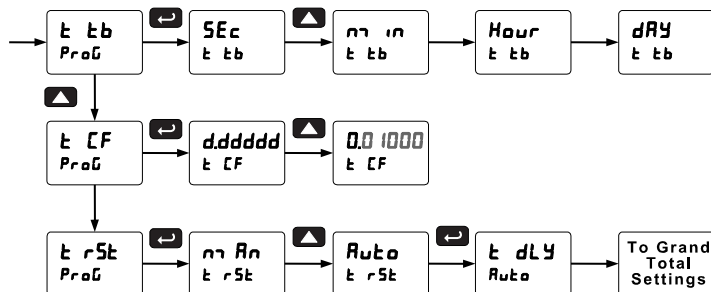 t tb
ProG
SEc
t tb
min
t tb
Hour
t tb
dAY
t tb
t CF
ProG
d.ddddd
t CF
0.01000
t CF
t rSt
ProG
mAn
t rSt
Auto
t rSt
t dLY
Auto
To Grand
Total
Settings